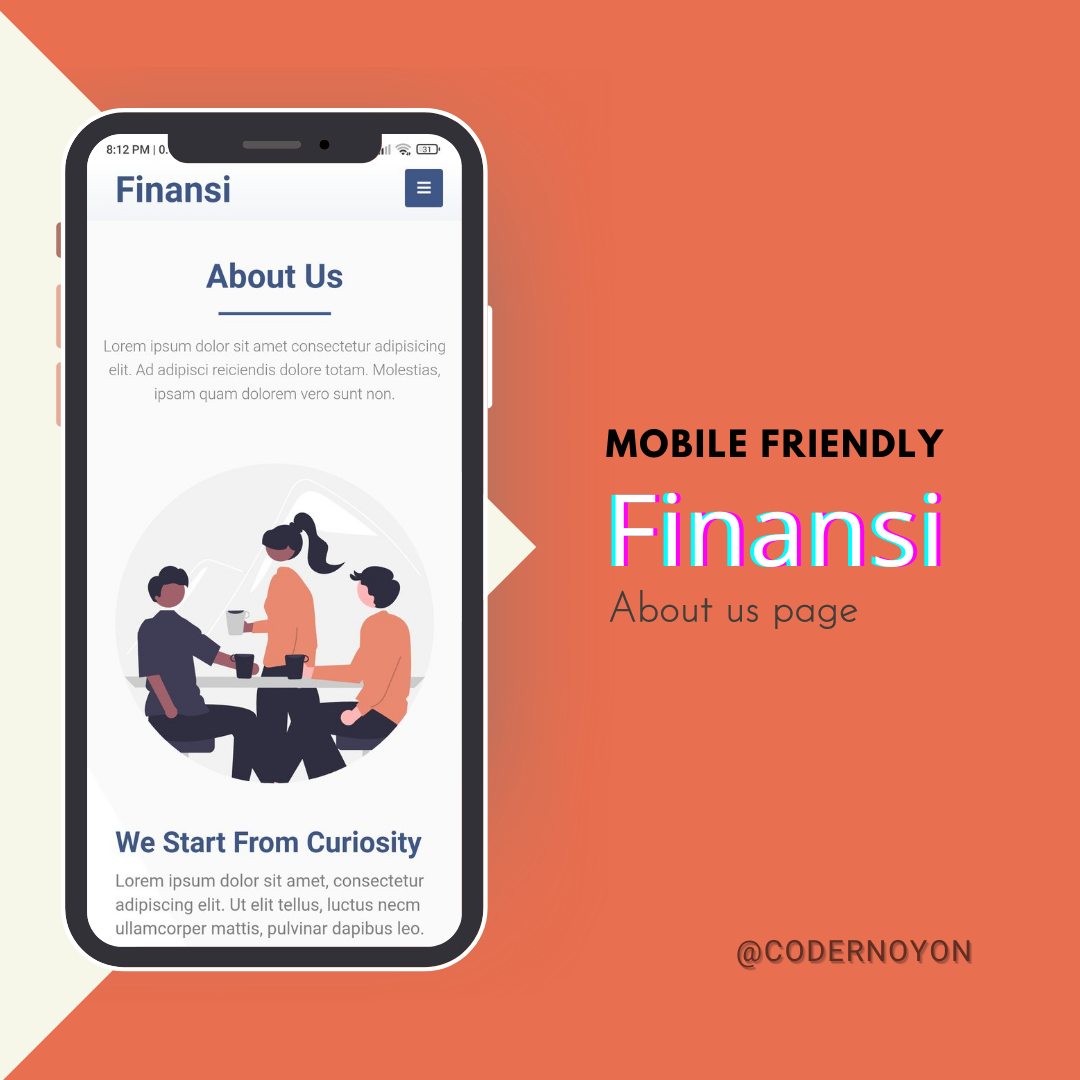 8:12 PM | 0.
31
Finansi
About Us
Lorem ipsum dolor sit amet consectetur adipisicing
elit. Ad adipisci reiciendis dolore totam. Molestias,
ipsam quam dolorem vero sunt non.
We Start From Curiosity
Lorem ipsum dolor sit amet, consectetur
adipiscing elit. Ut elit tellus, luctus necm
ullamcorper mattis, pulvinar dapibus leo.
MOBILE FRIENDLY
Finansi
About us page
@CODERNOYON